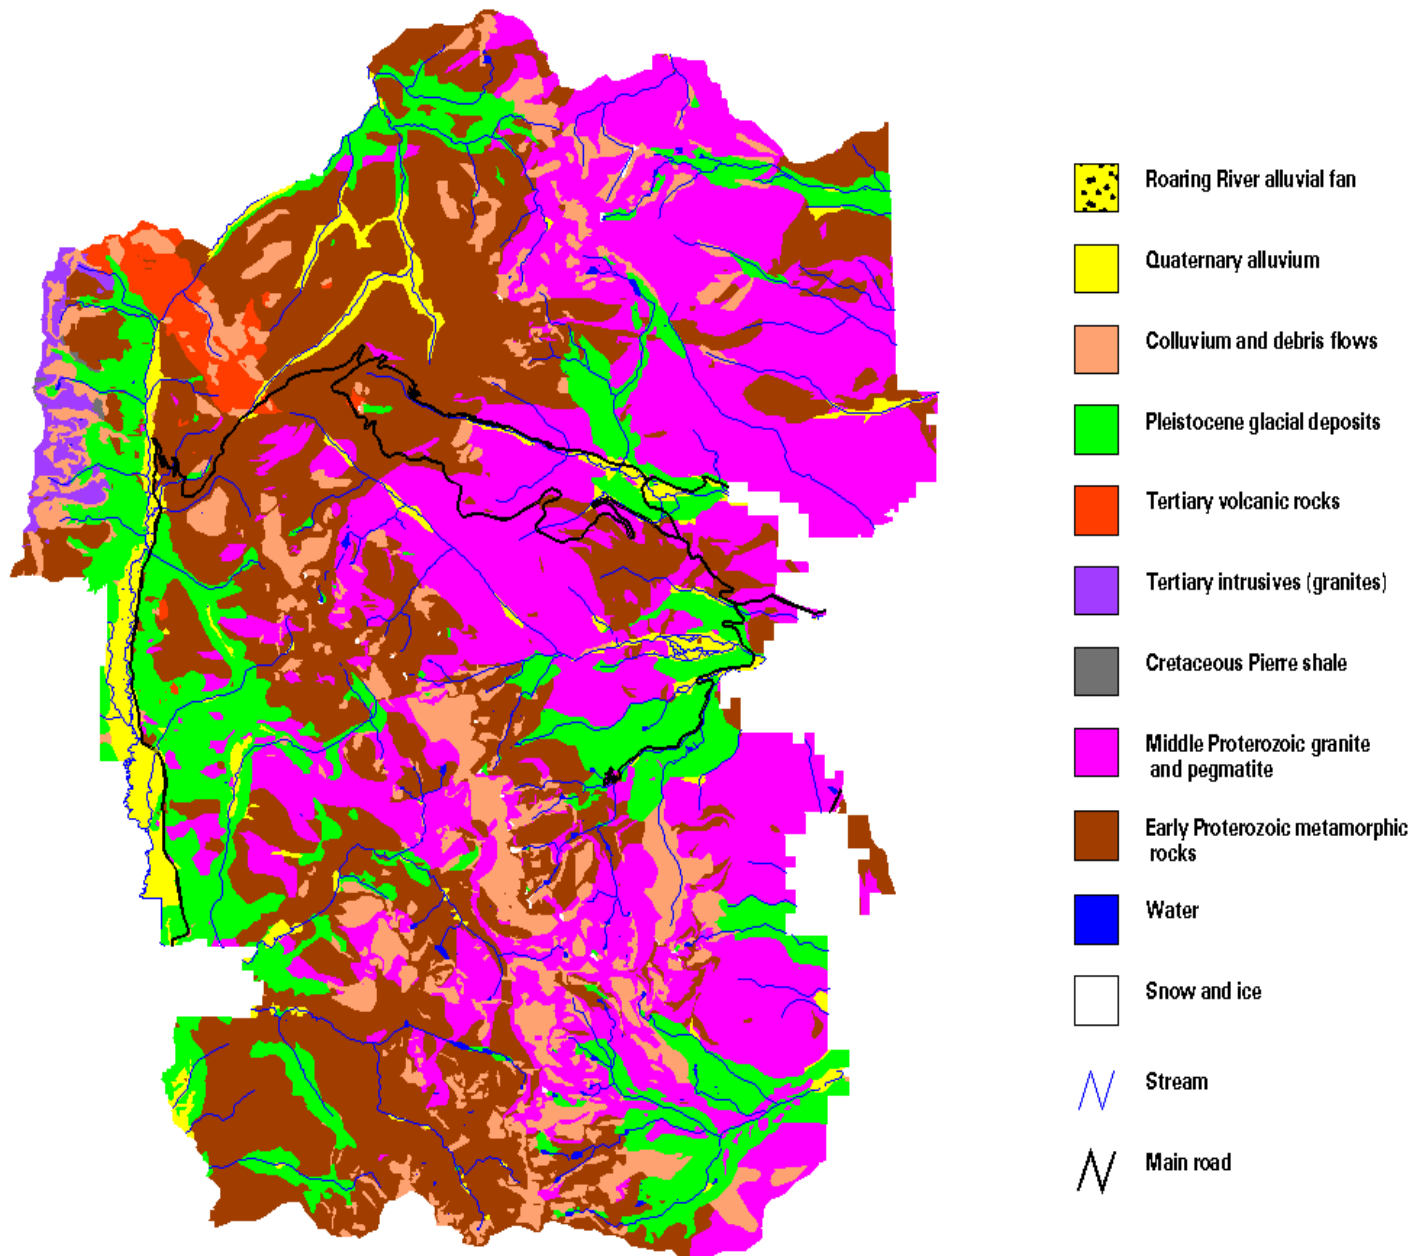 Roaring River alluvial fan
Quaternary alluvium
Colluvium and debris flows
Pleistocene glacial deposits
Tertiary volcanic rocks
Tertiary intrusives (granites)
Cretaceous Pierre shale
Middle Proterozoic granite
and pegmatite
Early Proterozoic metamorphic
rocks
Water
Snow and ice
Stream
Main road